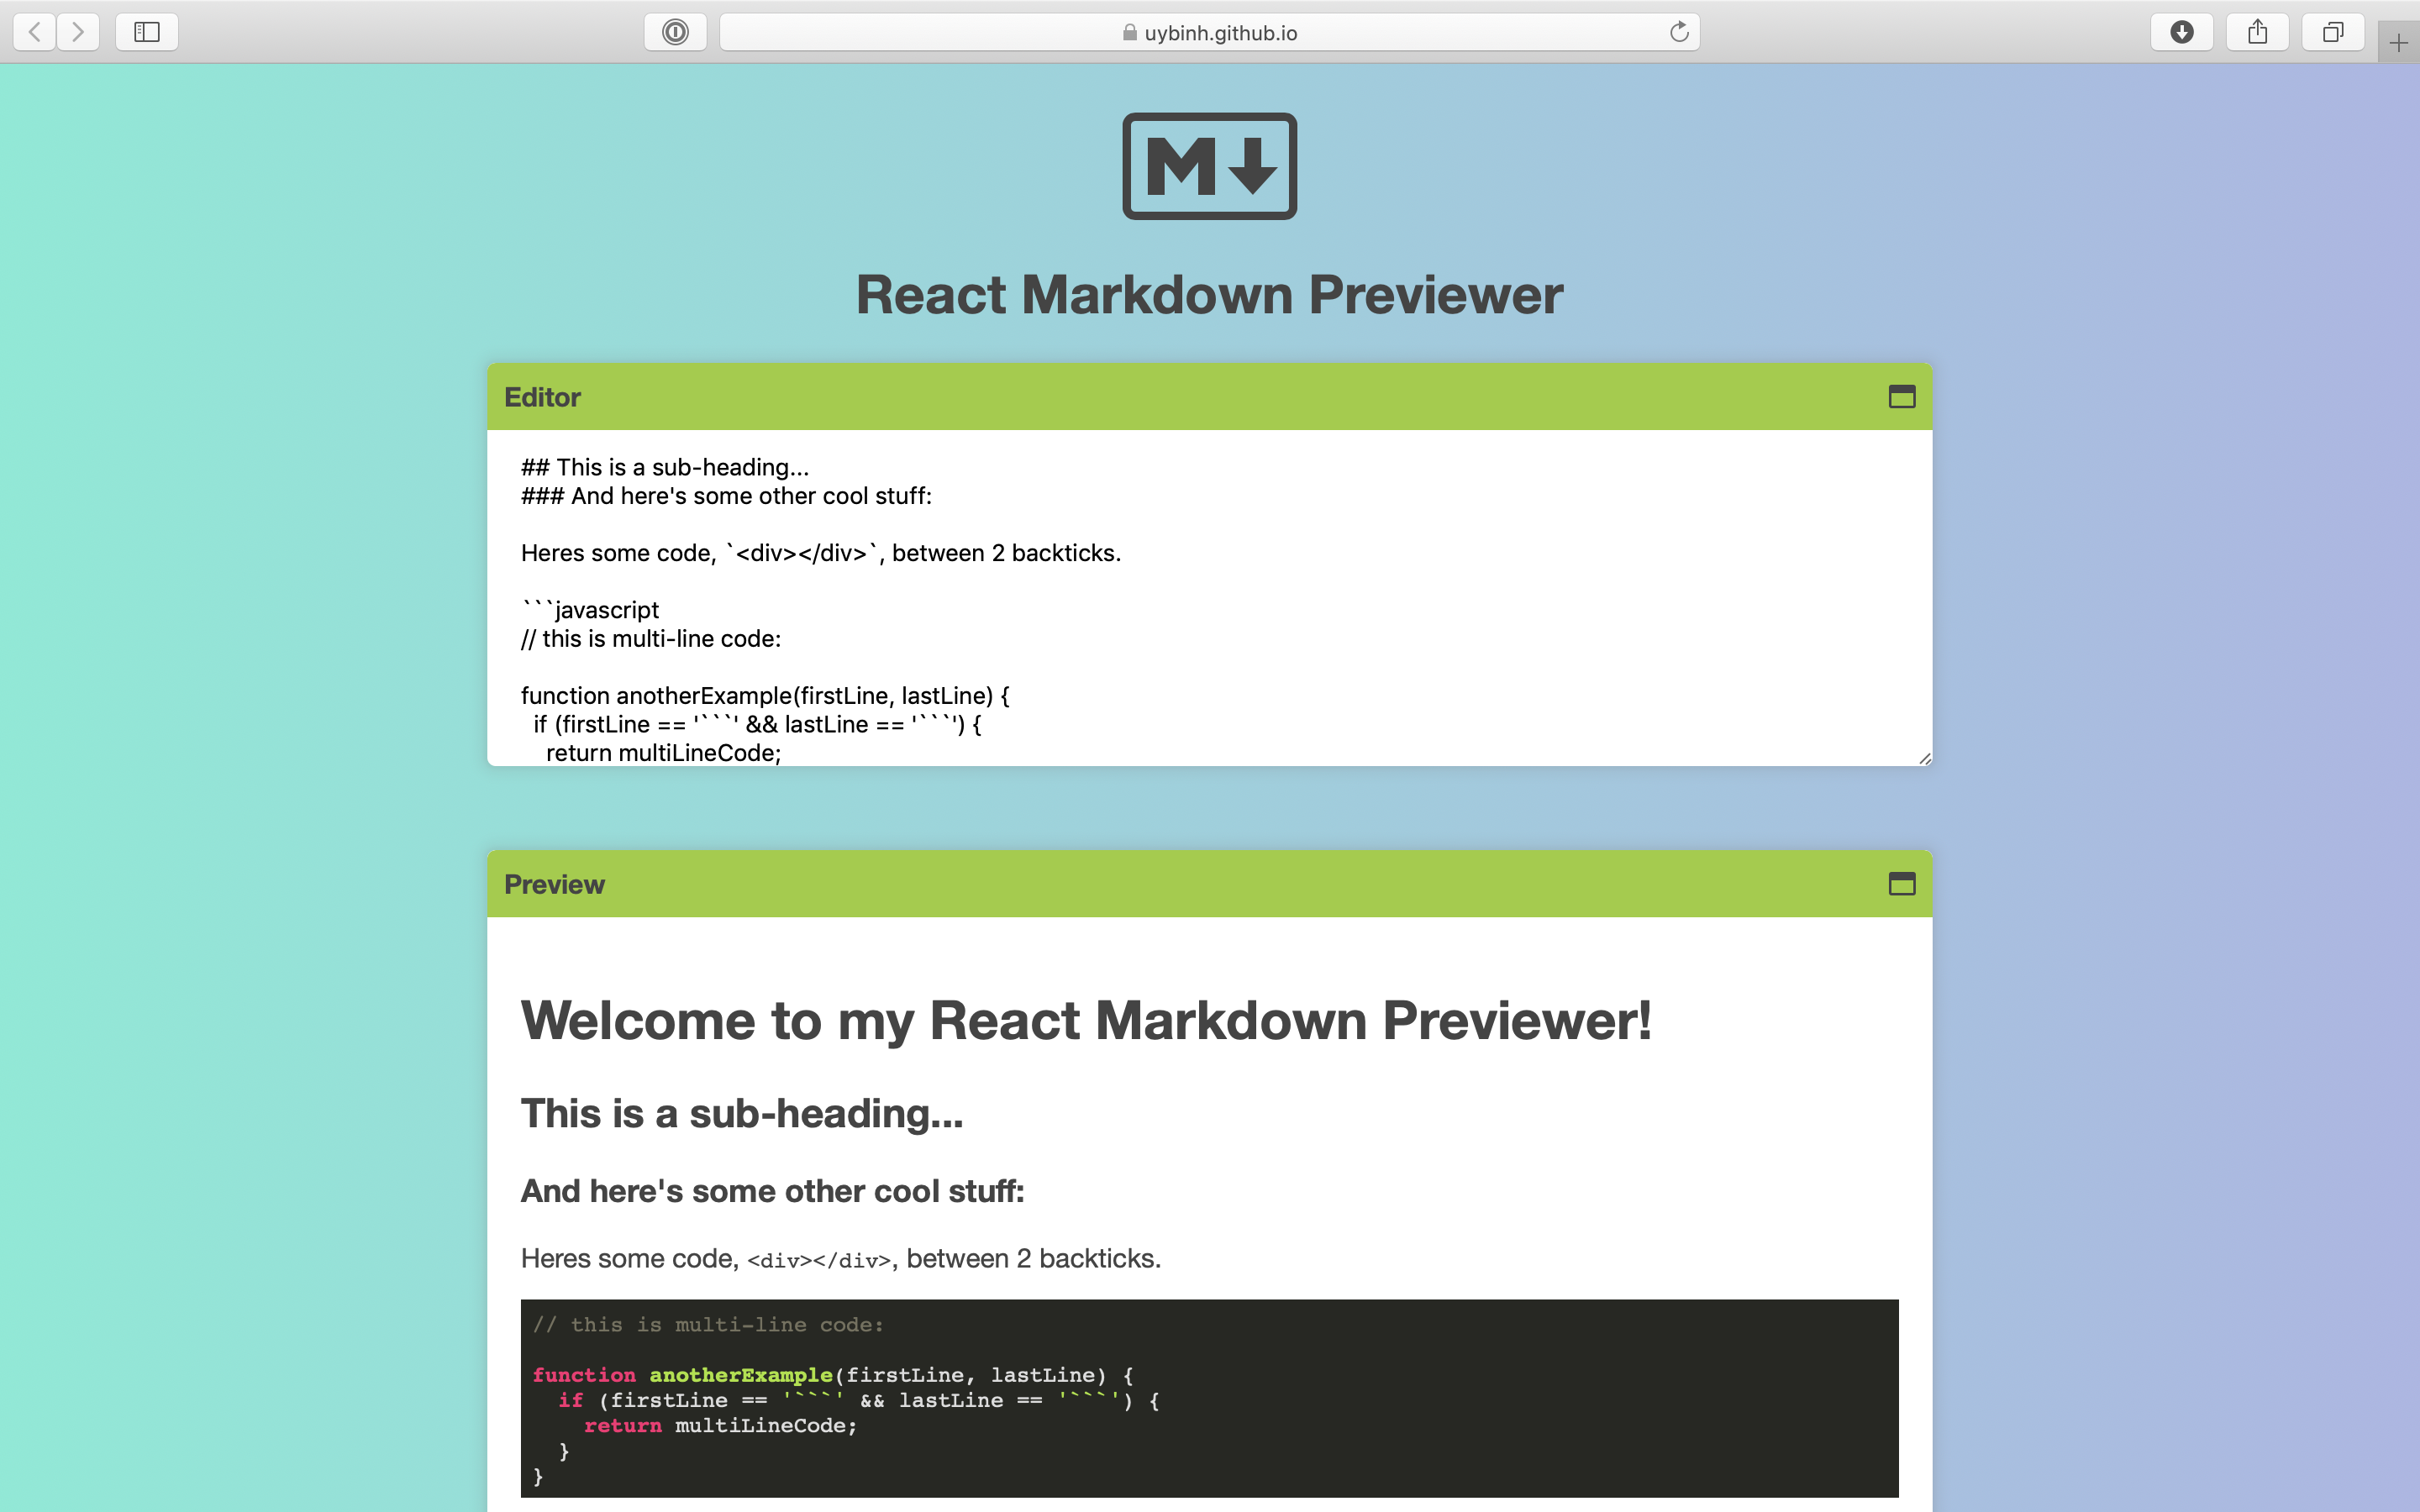 uybinh.github.io
M
React Markdown Previewer
Editor
## This is a sub-heading...
### And here's some other cool stuff:
Heres some code, `<div></div>`, between 2 backticks.
```javascript
// this is multi-line code:
function anotherExample(firstLine, lastLine) {
  if (firstLine == '```' && lastLine == '```') {
    return multiLineCode;
Preview
Welcome to my React Markdown Previewer!
This is a sub-heading...
And here's some other cool stuff:
Heres some code, <div></div>, between 2 backticks.
// this is multi-line code:
function anotherExample(firstLine, lastLine) {
  if (firstLine == '```' && lastLine == '```') {
    return multiLineCode;
  }
}